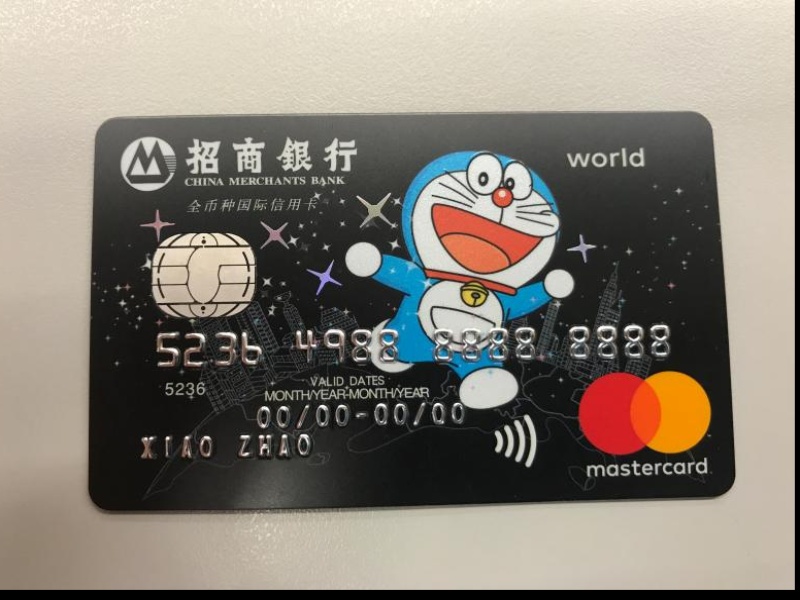 招商銀行
CHINA MERCHANTS BANK
world
全币种国际信用卡
5236 4988 8888 8888
5236
VALID DATES
MONTH/YEAR-MONTH/YEAR
00/00-00/00
XIAO ZHAO
mastercard